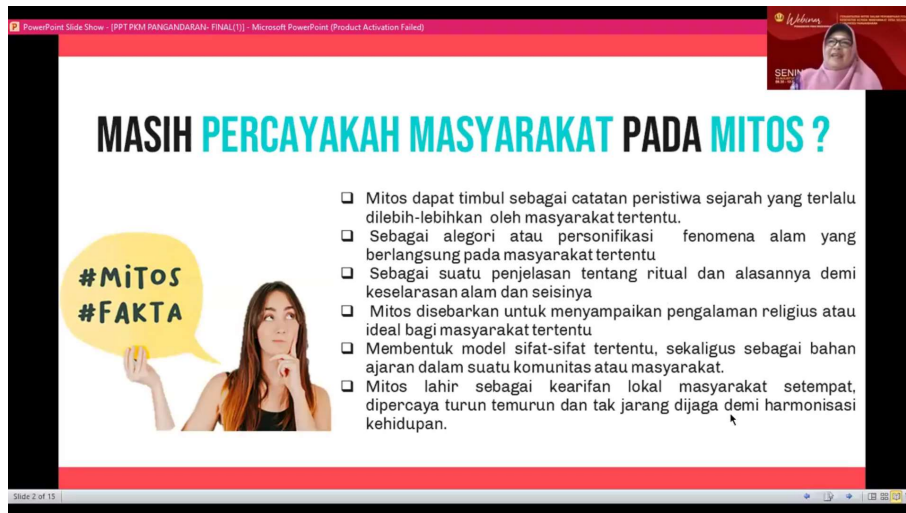 PowerPoint Slide Show - [PPT PKM PANGANDARAN- FINAL(1)] - Microsoft PowerPoint (Product Activation Failed)
Webinar
SENIN
MASIH PERCAYAKAH MASYARAKAT PADA MITOS ?
#MiTOS
#FAKTA
❑ Mitos dapat timbul sebagai catatan peristiwa sejarah yang terlalu
dilebih-lebihkan oleh masyarakat tertentu.
❑ Sebagai alegori atau personifikasi fenomena alam yang
berlangsung pada masyarakat tertentu
❑ Sebagai suatu penjelasan tentang ritual dan alasannya demi
keselarasan alam dan seisinya
❑ Mitos disebarkan untuk menyampaikan pengalaman religius atau
ideal bagi masyarakat tertentu
❑ Membentuk model sifat-sifat tertentu, sekaligus sebagai bahan
ajaran dalam suatu komunitas atau masyarakat.
❑ Mitos lahir sebagai kearifan lokal masyarakat setempat,
dipercaya turun temurun dan tak jarang dijaga demi harmonisasi
kehidupan.
Slide 2 of 15